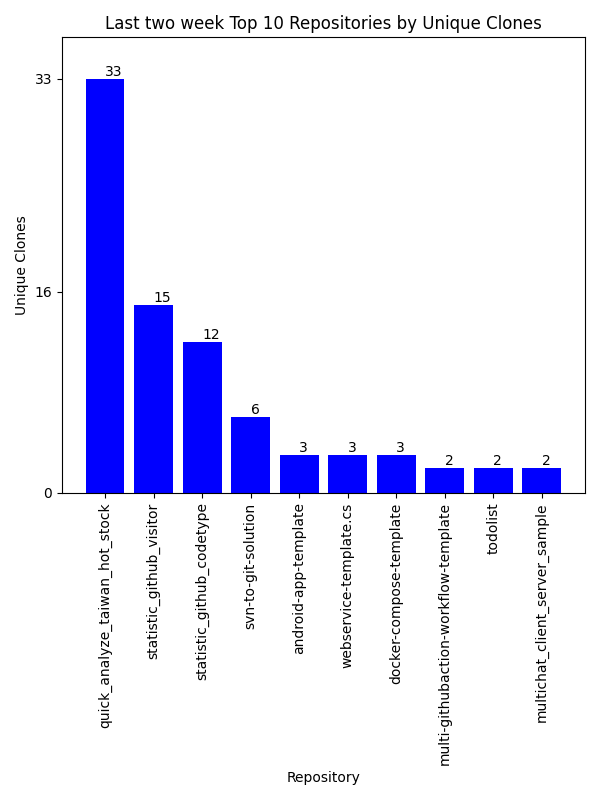 Last two week Top 10 Repositories by Unique Clones
33
16
0
Unique Clones
33
15
12
6
3
3
3
2
2
2
quick_analyze_taiwan_hot_stock
statistic_github_visitor
statistic_github_codetype
svn-to-git-solution
android-app-template
webservice-template.cs
docker-compose-template
multi-githubaction-workflow-template
todolist
multichat_client_server_sample
Repository